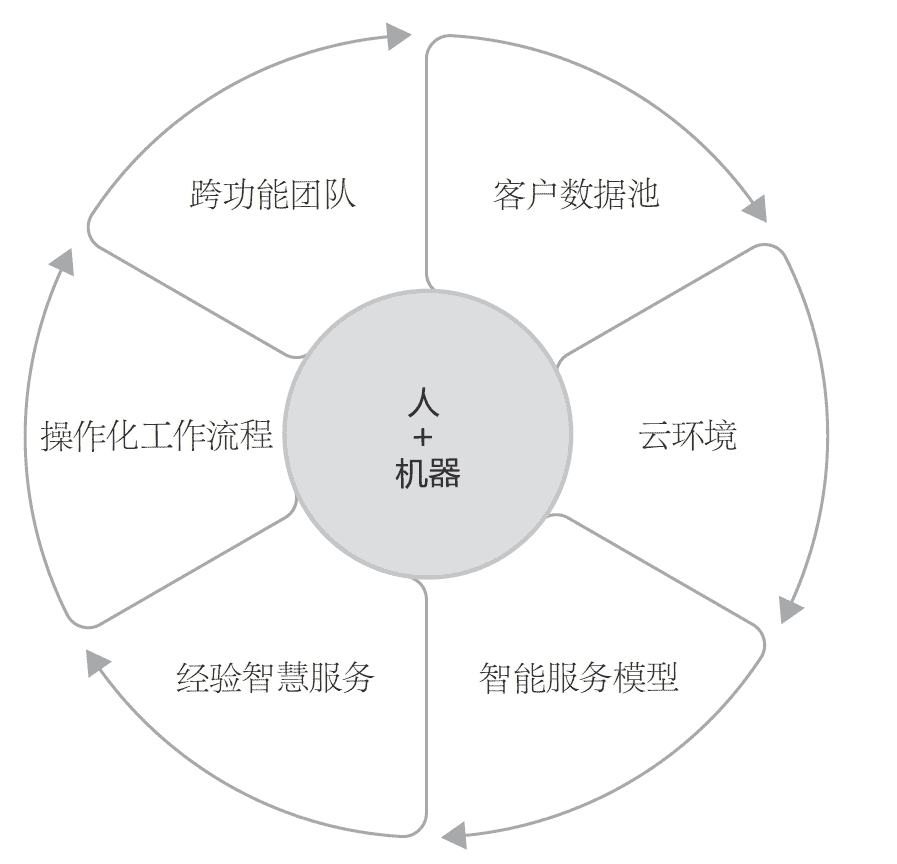 跨功能团队
客户数据池
操作化工作流程
人
+
机器
云环境
经验智慧服务
智能服务模型